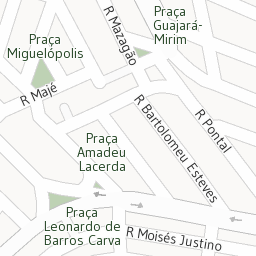 R Mazagão
Praça
Guajará-
Mirim
Praça
Miguelópolis
R Majé
R Bartolomeu Esteves
R Pontal
Praça
Amadeu
Lacerda
Praça
Leonardo de
Barros Carva
R Moisés Justino